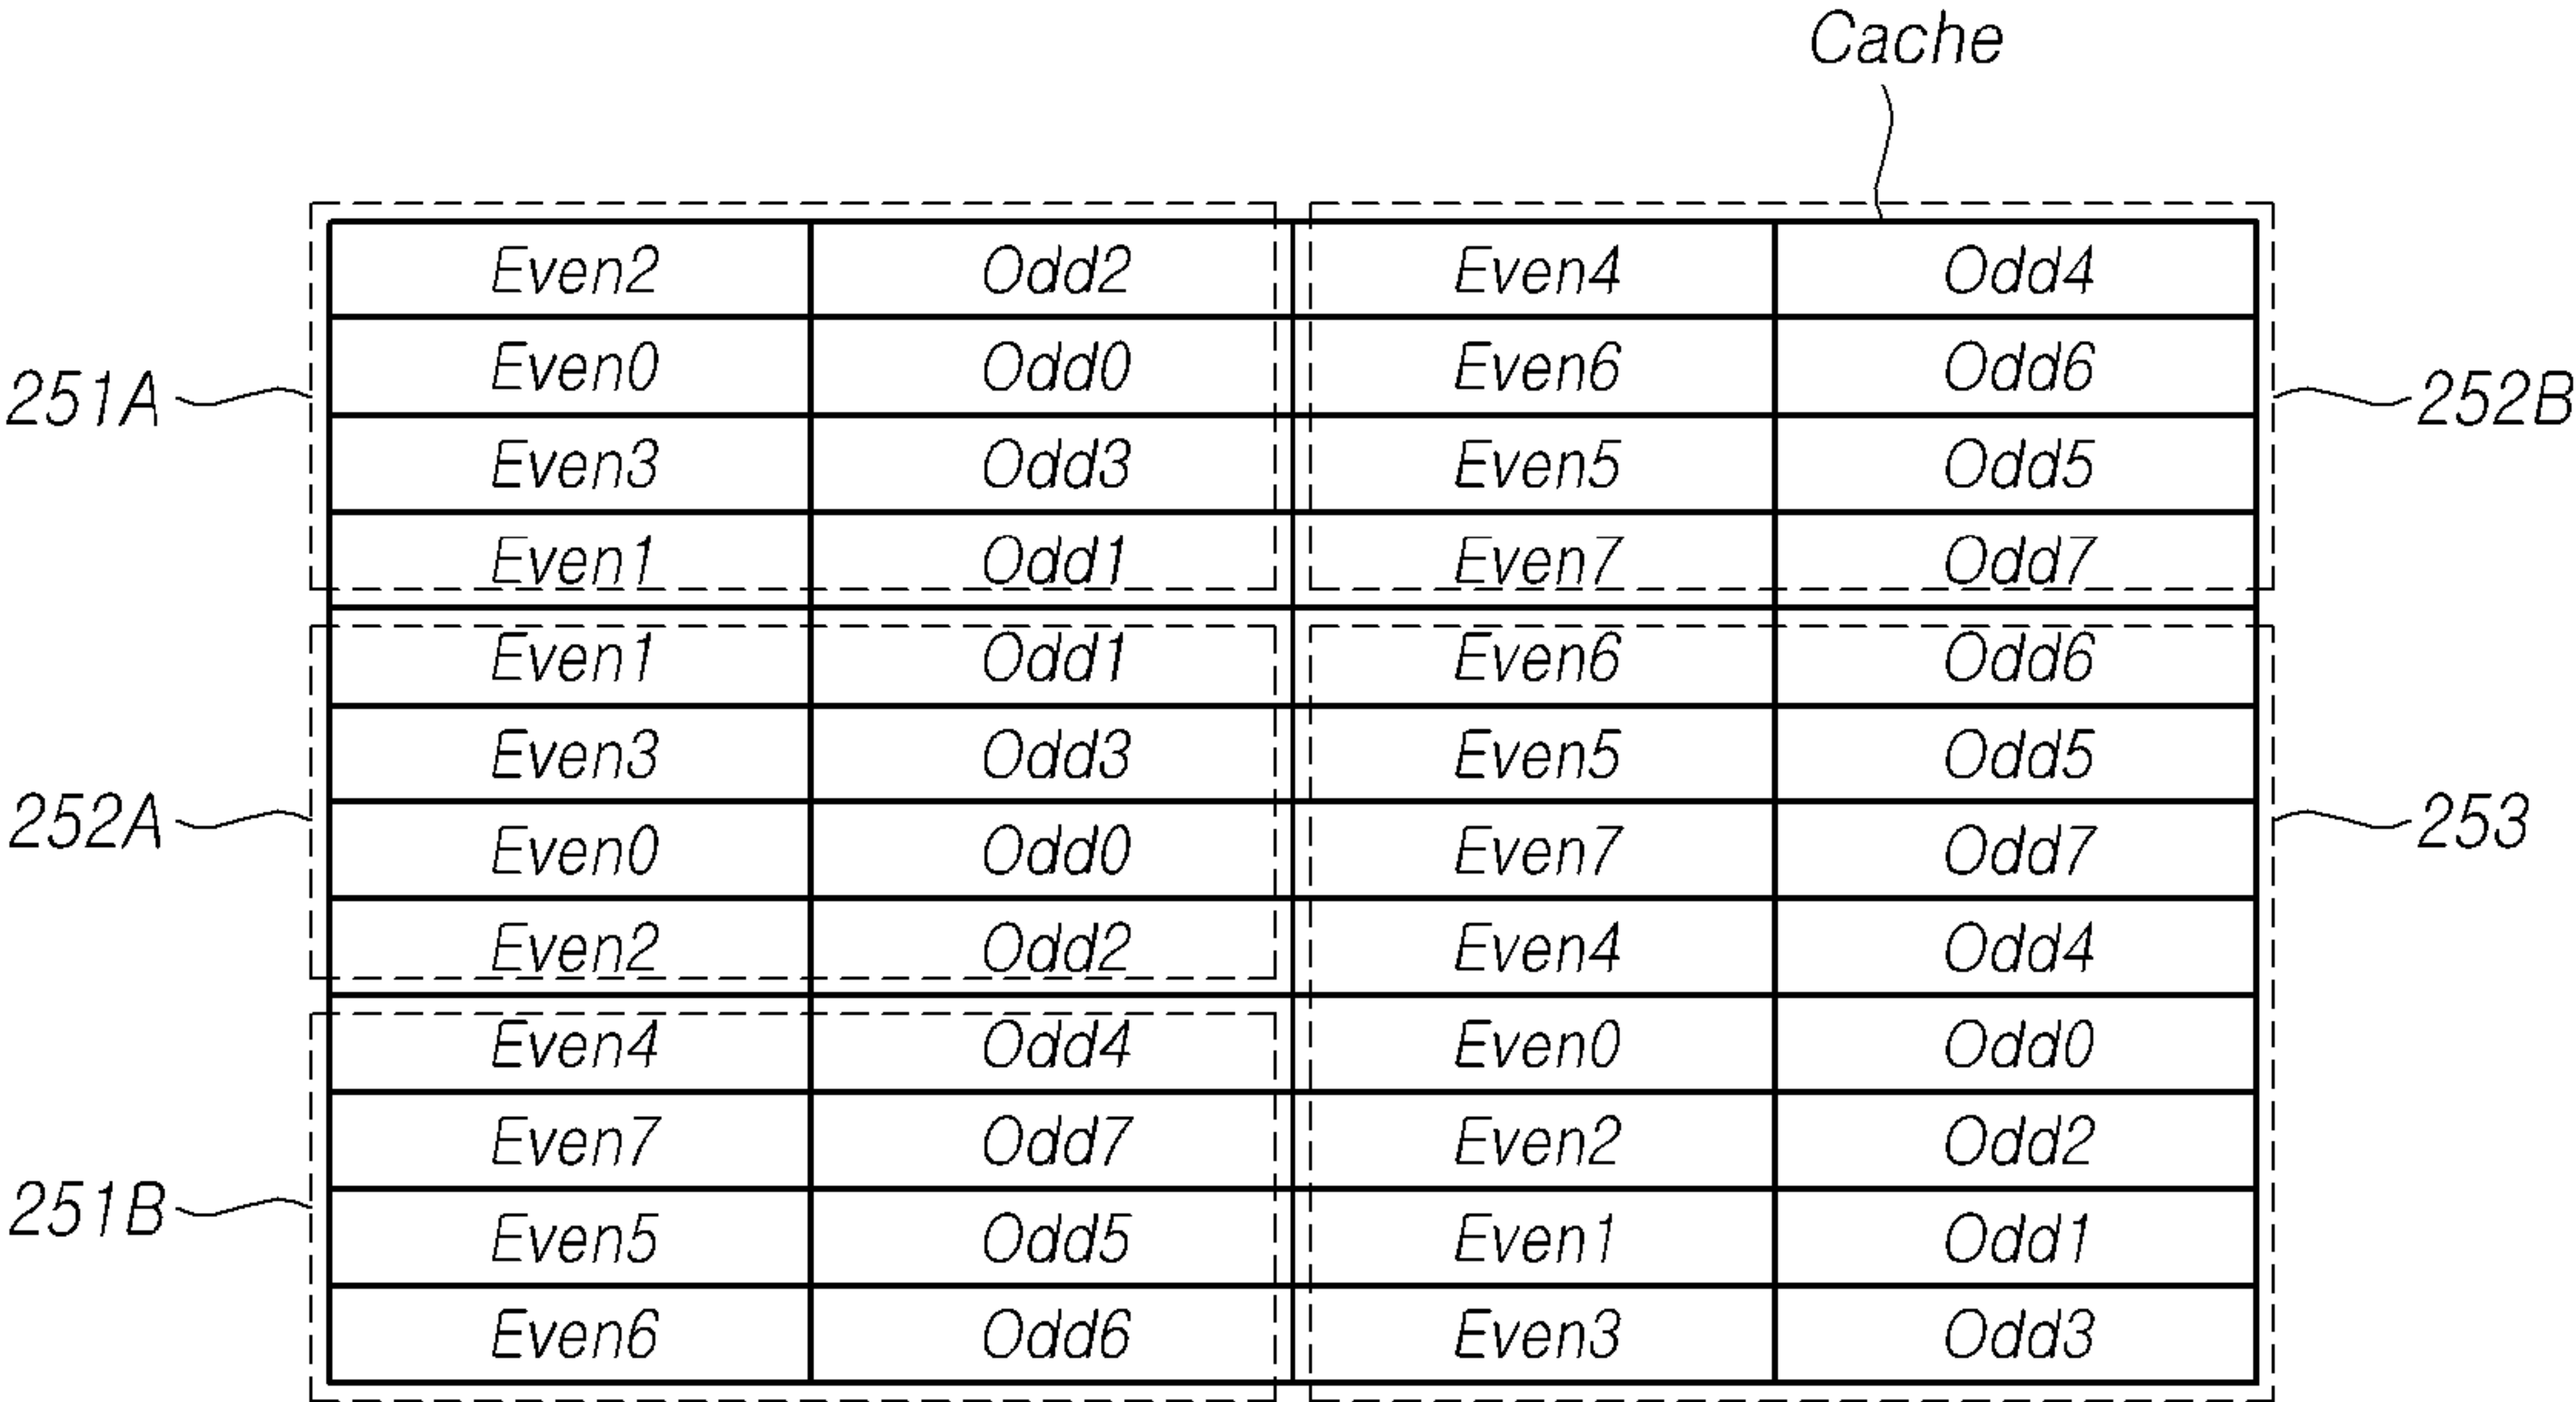 Cache
Even2 Odd2 Even4 Odd4
Even0 Odd0 Even6 Odd6
251A 252B
Even3 Odd3 Even5 Odd5
Even1 Odd1 Even7 Odd7
Even1 Odd1 Even6 Odd6
Even3 Odd3 Even5 Odd5
252A Even0 Odd0 Even7 Odd7 253
Even2 Odd2 Even4 Odd4
Even4 Odd4 Even0 Odd0
Even7 Odd7 Even2 Odd2
251B Even5 Odd5 Even1 Odd1
Even6 Odd6 Even3 Odd3